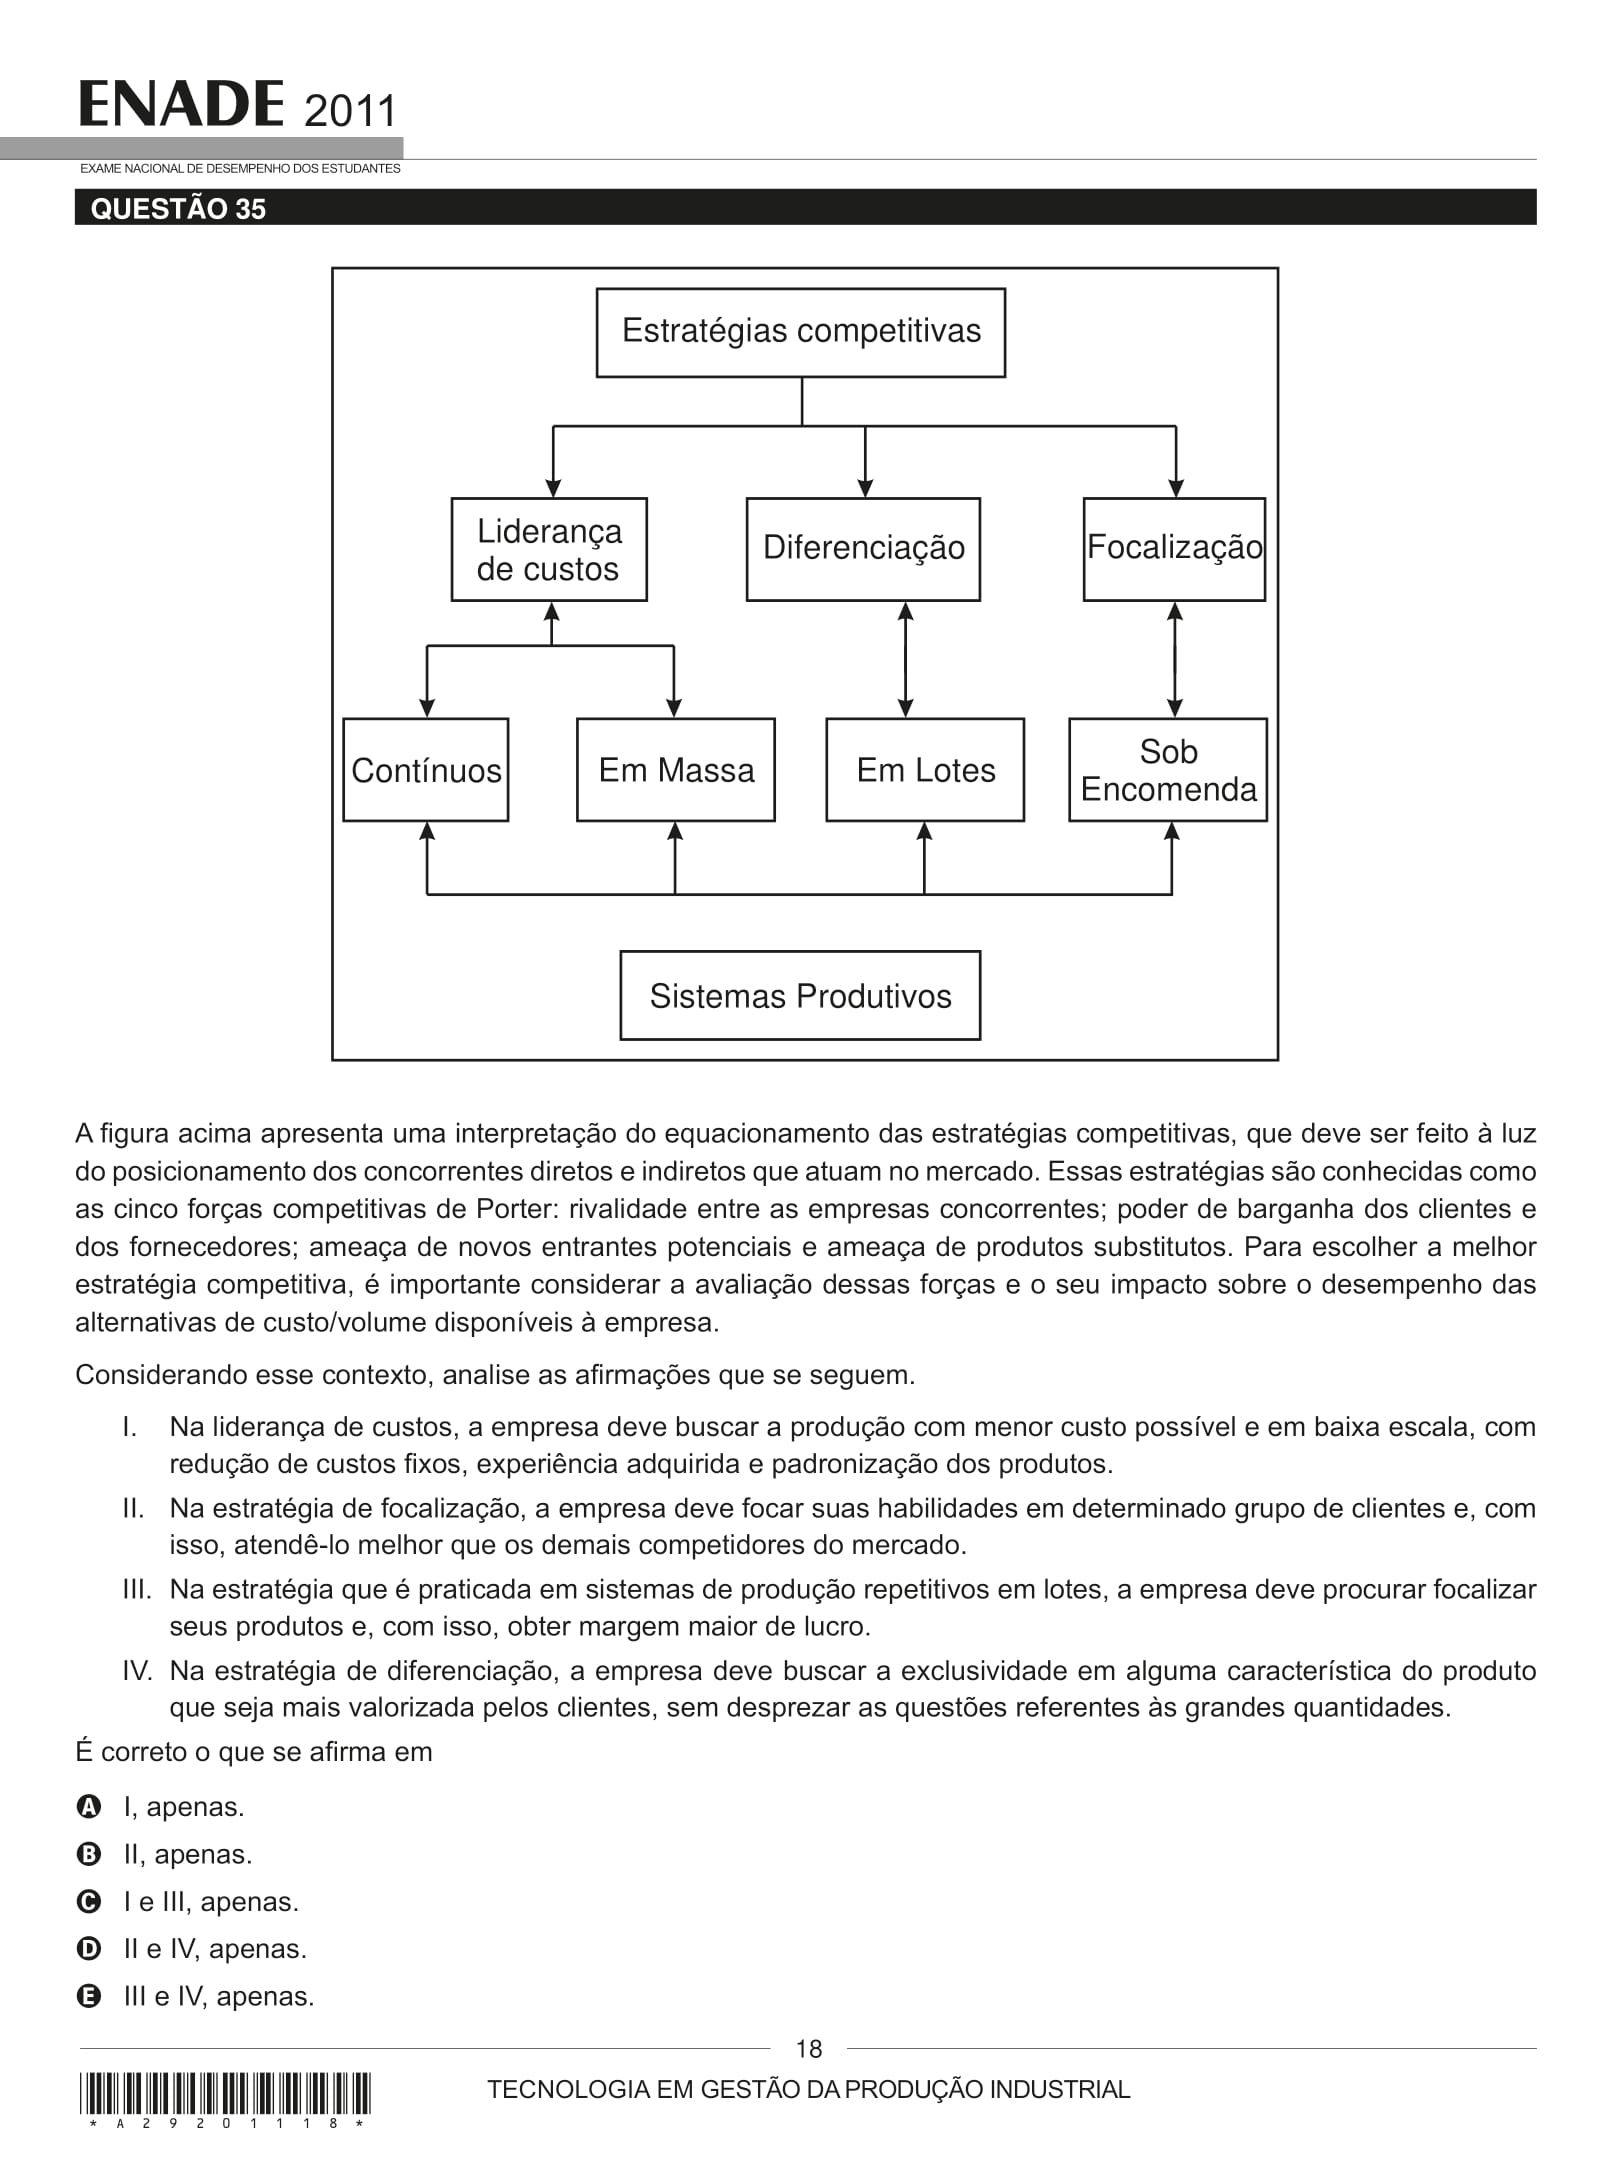 ENADE 2011
EXAME NACIONAL DE DESEMPENHO DOS ESTUDANTES
QUESTÃO 35
Estratégias competitivas
Liderança
de custos
Diferenciação
Focalização
Contínuos
Em Massa
Em Lotes
Sob
Encomenda
Sistemas Produtivos
A figura acima apresenta uma interpretação do equacionamento das estratégias competitivas, que deve ser feito à luz
do posicionamento dos concorrentes diretos e indiretos que atuam no mercado. Essas estratégias são conhecidas como
as cinco forças competitivas de Porter: rivalidade entre as empresas concorrentes; poder de barganha dos clientes e
dos fornecedores; ameaça de novos entrantes potenciais e ameaça de produtos substitutos. Para escolher a melhor
estratégia competitiva, é importante considerar a avaliação dessas forças e o seu impacto sobre o desempenho das
alternativas de custo/volume disponíveis à empresa.
Considerando esse contexto, analise as afirmações que se seguem.
I. Na liderança de custos, a empresa deve buscar a produção com menor custo possível e em baixa escala, com
redução de custos fixos, experiência adquirida e padronização dos produtos.
II. Na estratégia de focalização, a empresa deve focar suas habilidades em determinado grupo de clientes e, com
isso, atendê-lo melhor que os demais competidores do mercado.
III. Na estratégia que é praticada em sistemas de produção repetitivos em lotes, a empresa deve procurar focalizar
seus produtos e, com isso, obter margem maior de lucro.
IV. Na estratégia de diferenciação, a empresa deve buscar a exclusividade em alguma característica do produto
que seja mais valorizada pelos clientes, sem desprezar as questões referentes às grandes quantidades.
É correto o que se afirma em
A I, apenas.
B II, apenas.
C I e III, apenas.
D II e IV, apenas.
E III e IV, apenas.
18
TECNOLOGIA EM GESTÃO DA PRODUÇÃO INDUSTRIAL
* A 2 9 2 0 1 1 1 8 *